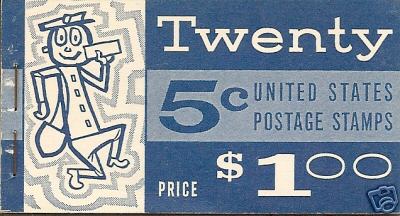 Twenty
5c UNITED STATES
POSTAGE STAMPS
PRICE $1.00